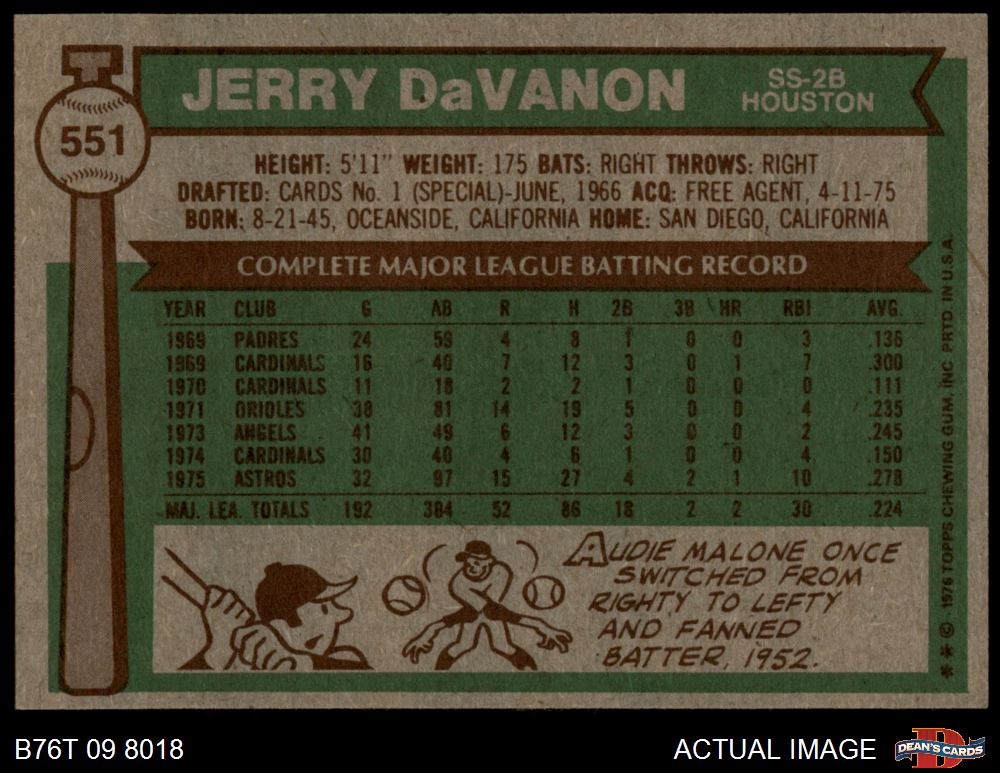 JERRY DaVANON
SS-2B
HOUSTON
551
HEIGHT: 5'11" WEIGHT: 175 BATS: RIGHT THROWS: RIGHT
DRAFTED: CARDS No. 1 (SPECIAL)-JUNE, 1966 ACQ: FREE AGENT, 4-11-75
BORN: 8-21-45, OCEANSIDE, CALIFORNIA HOME: SAN DIEGO, CALIFORNIA
COMPLETE MAJOR LEAGUE BATTING RECORD
YEAR CLUB G AB R H 2B 3B HR RBI AVG.
1969 PADRES 24 59 4 8 1 0 0 3 .136
1969 CARDINALS 16 40 7 12 3 0 1 7 .300
1970 CARDINALS 11 18 2 2 1 0 0 0 .111
1971 ORIOLES 38 81 14 19 5 0 0 4 .235
1973 ANGELS 41 49 6 12 3 0 0 2 .245
1974 CARDINALS 30 40 4 6 1 0 0 4 .150
1975 ASTROS 32 97 15 27 4 2 1 10 .278
MAJ. LEA. TOTALS 192 384 52 86 18 2 2 30 .224
AUDIE MALONE ONCE
SWITCHED FROM
RIGHTY TO LEFTY
AND FANNED
BATTER, 1952.
** © 1976 TOPPS CHEWING GUM, INC. PRTD. IN U.S.A.
B76T 09 8018
ACTUAL IMAGE
D
DEAN'S CARDS